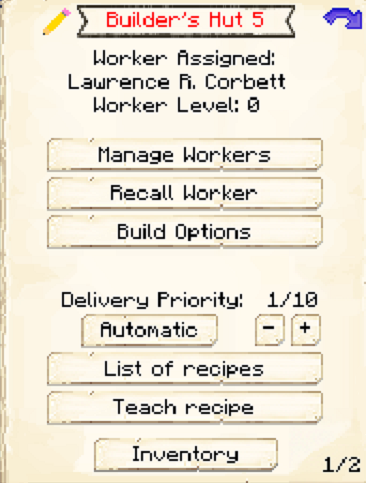 Builder's Hut 5
Worker Assigned:
Lawrence R. Corbett
Worker Level: 0
Manage Workers
Recall Worker
Build Options
Delivery Priority: 1/10
Automatic - +
List of recipes
Teach recipe
Inventory
1/2